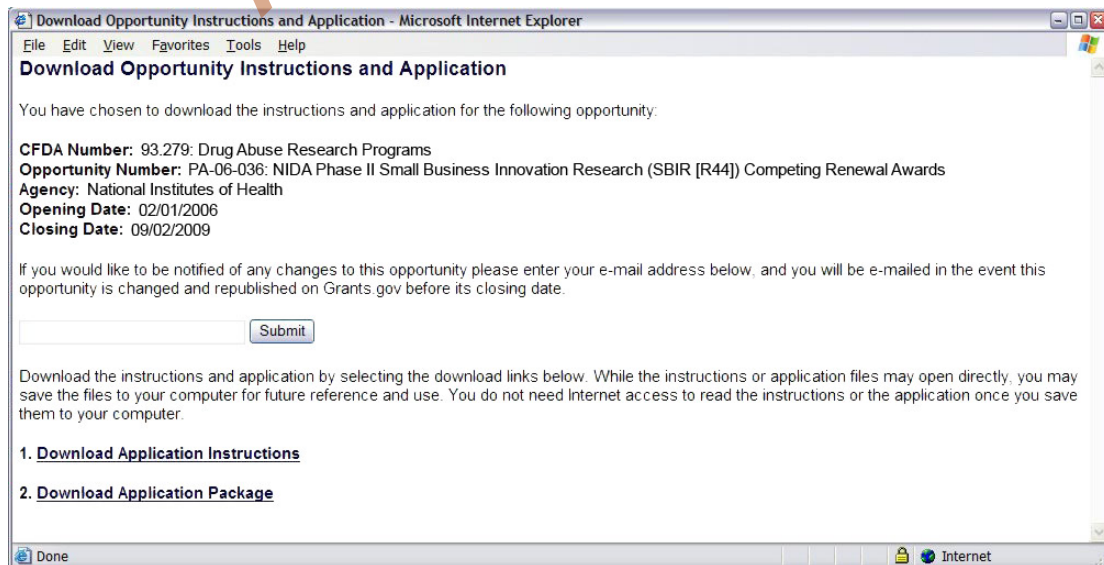 Download Opportunity Instructions and Application - Microsoft Internet Explorer
File Edit View Favorites Tools Help
Download Opportunity Instructions and Application
You have chosen to download the instructions and application for the following opportunity:
CFDA Number: 93.279: Drug Abuse Research Programs
Opportunity Number: PA-06-036: NIDA Phase II Small Business Innovation Research (SBIR [R44]) Competing Renewal Awards
Agency: National Institutes of Health
Opening Date: 02/01/2006
Closing Date: 09/02/2009
If you would like to be notified of any changes to this opportunity please enter your e-mail address below, and you will be e-mailed in the event this
opportunity is changed and republished on Grants.gov before its closing date.
Submit
Download the instructions and application by selecting the download links below. While the instructions or application files may open directly, you may
save the files to your computer for future reference and use. You do not need Internet access to read the instructions or the application once you save
them to your computer.
1. Download Application Instructions
2. Download Application Package
Done Internet